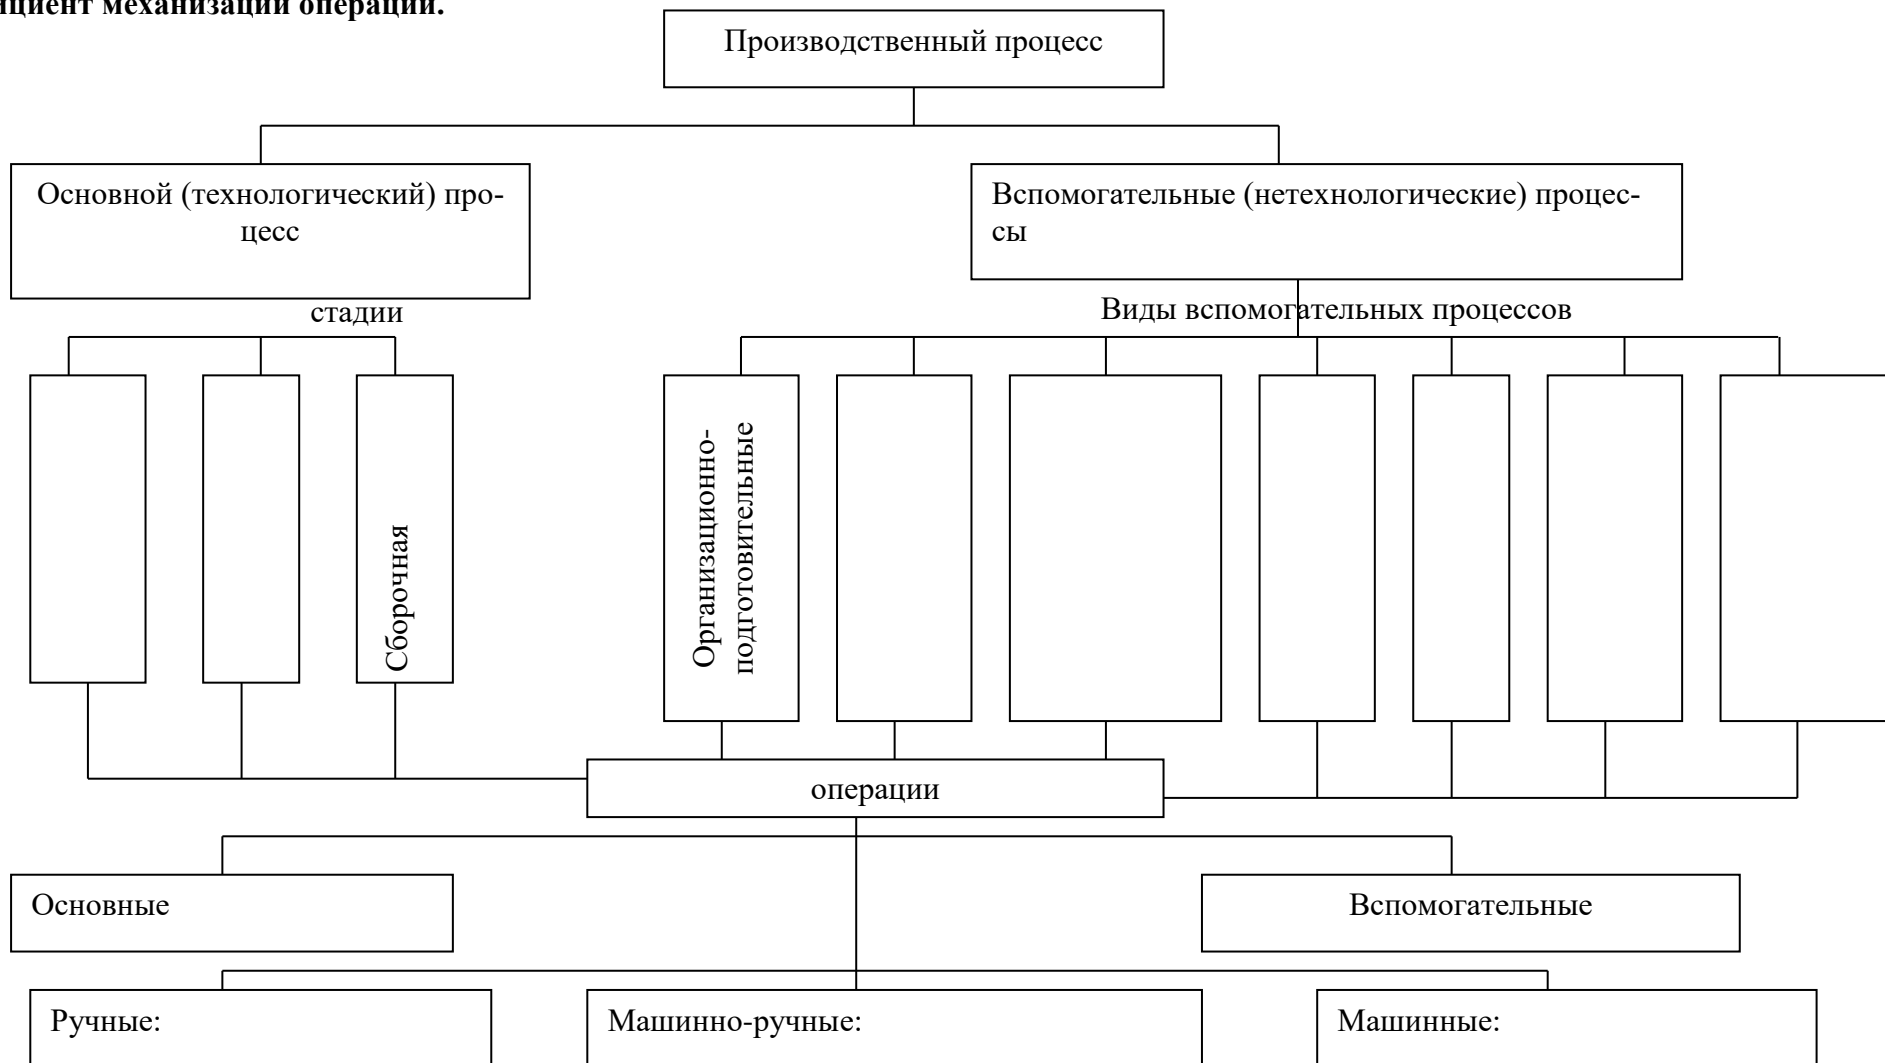 ициент механизации операции.
Производственный процесс
Основной (технологический) про-
цесс
Вспомогательные (нетехнологические) процес-
сы
стадии
Виды вспомогательных процессов
Сборочная
Организационно-
подготовительные
операции
Основные
Вспомогательные
Ручные:
Машинно-ручные:
Машинные: